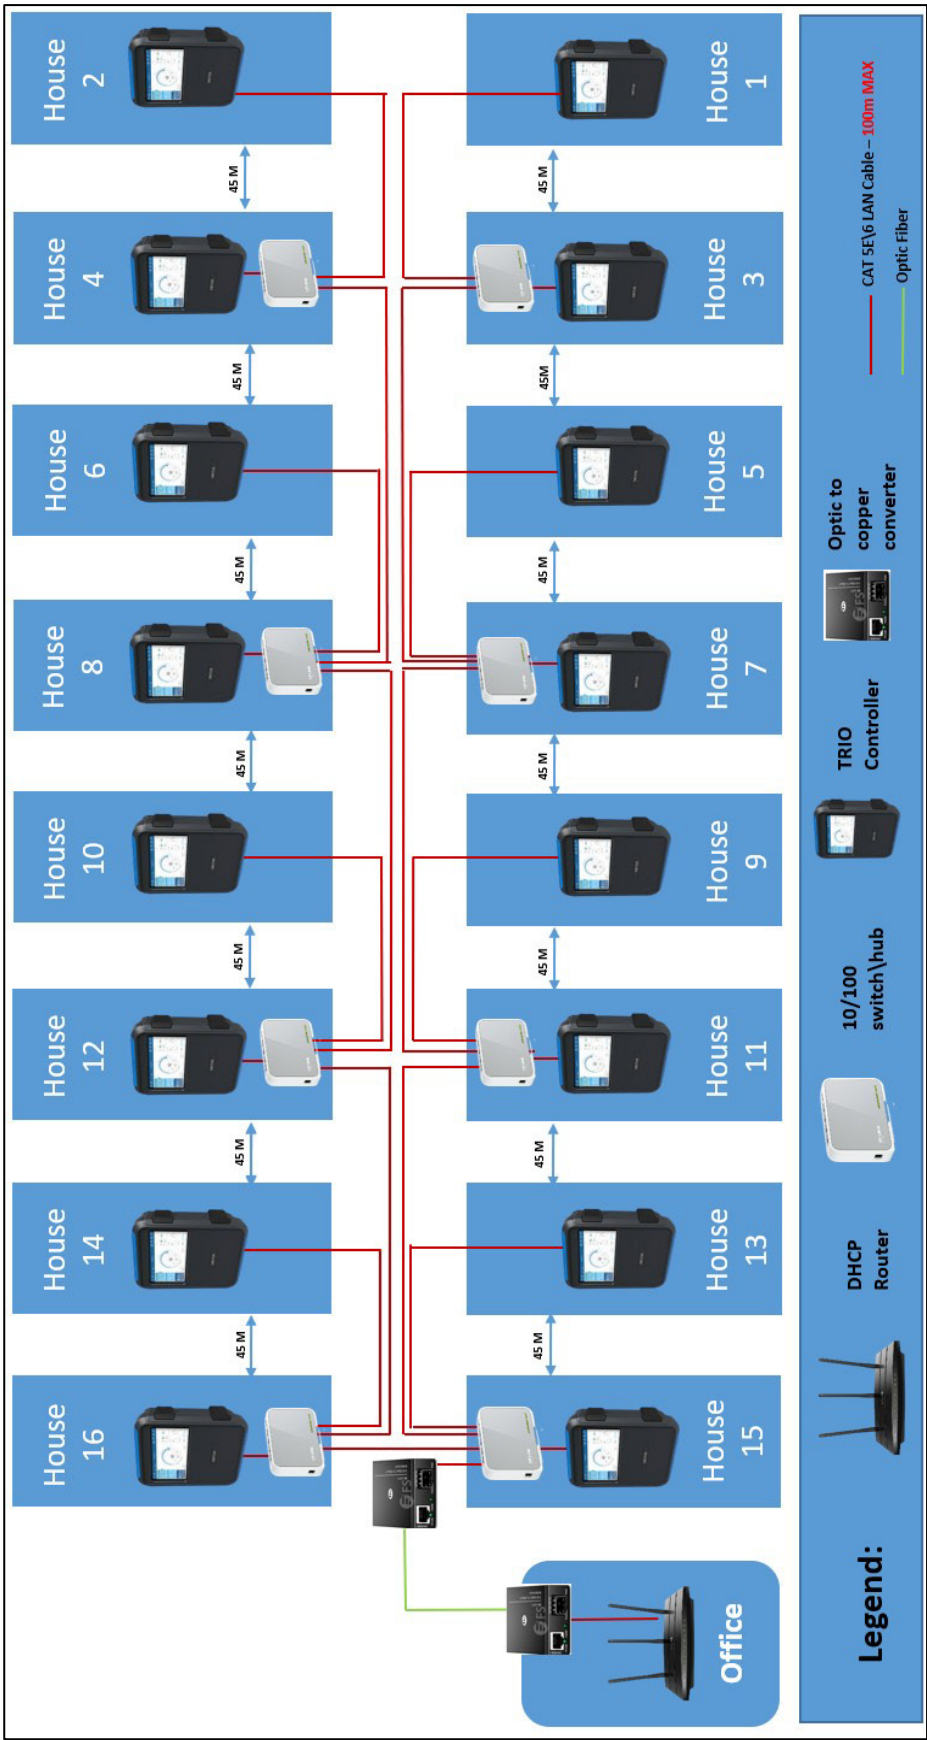 House
16
House
14
House
12
House
10
House
8
House
6
House
4
House
2
45 M
45 M
45 M
45 M
45 M
45 M
45 M
FS
FS
45 M
45 M
45 M
45 M
45 M
45M
45 M
Office
House
15
House
13
House
11
House
9
House
7
House
5
House
3
House
1
Legend:
DHCP
Router
10/100
switch\hub
TRIO
Controller
FS
Optic to
copper
converter
CAT 5E\6 LAN Cable – 100m MAX
Optic Fiber